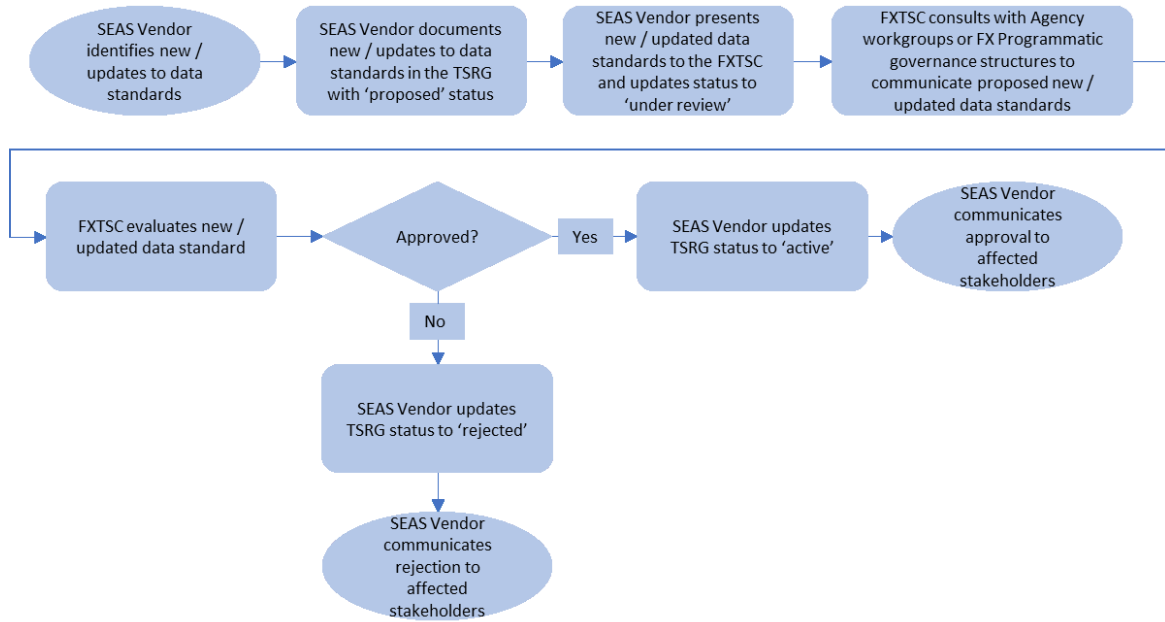 SEAS Vendor
identifies new /
updates to data
standards
SEAS Vendor documents
new / updates to data
standards in the TSRG
with ‘proposed’ status
SEAS Vendor presents
new / updated data
standards to the FXTSC
and updates status to
‘under review’
FXTSC consults with Agency
workgroups or FX Programmatic
governance structures to
communicate proposed new /
updated data standards
FXTSC evaluates new /
updated data standard
Approved?
Yes
SEAS Vendor updates
TSRG status to ‘active’
SEAS Vendor
communicates
approval to
affected
stakeholders
No
SEAS Vendor updates
TSRG status to ‘rejected’
SEAS Vendor
communicates
rejection to
affected
stakeholders